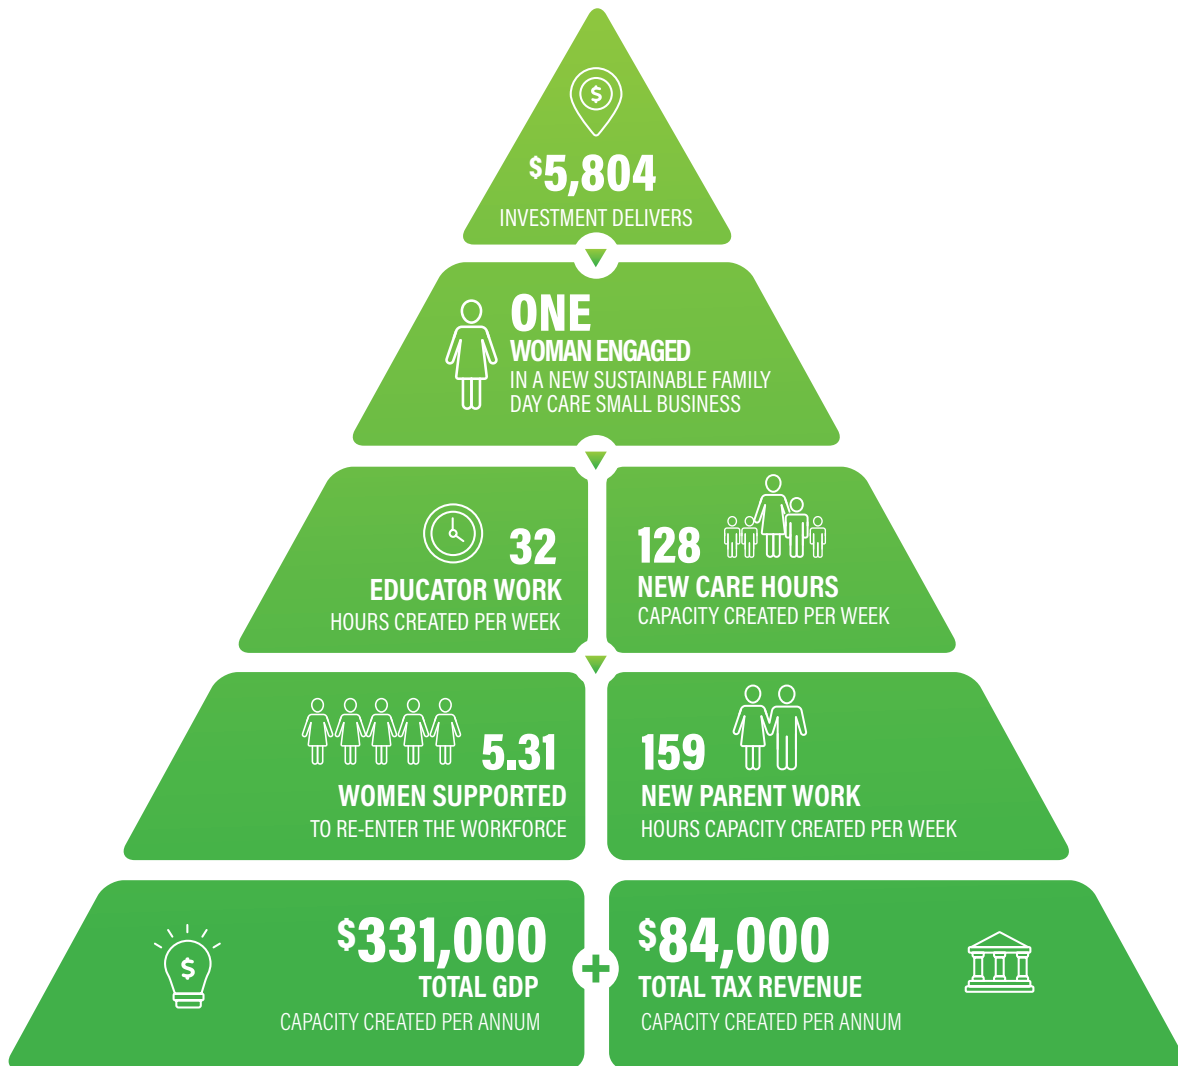 $
$5,804
INVESTMENT DELIVERS
ONE
WOMAN ENGAGED
IN A NEW SUSTAINABLE FAMILY
DAY CARE SMALL BUSINESS
32
EDUCATOR WORK
HOURS CREATED PER WEEK
128
NEW CARE HOURS
CAPACITY CREATED PER WEEK
5.31
WOMEN SUPPORTED
TO RE-ENTER THE WORKFORCE
159
NEW PARENT WORK
HOURS CAPACITY CREATED PER WEEK
$
$331,000
TOTAL GDP
CAPACITY CREATED PER ANNUM
+
$84,000
TOTAL TAX REVENUE
CAPACITY CREATED PER ANNUM